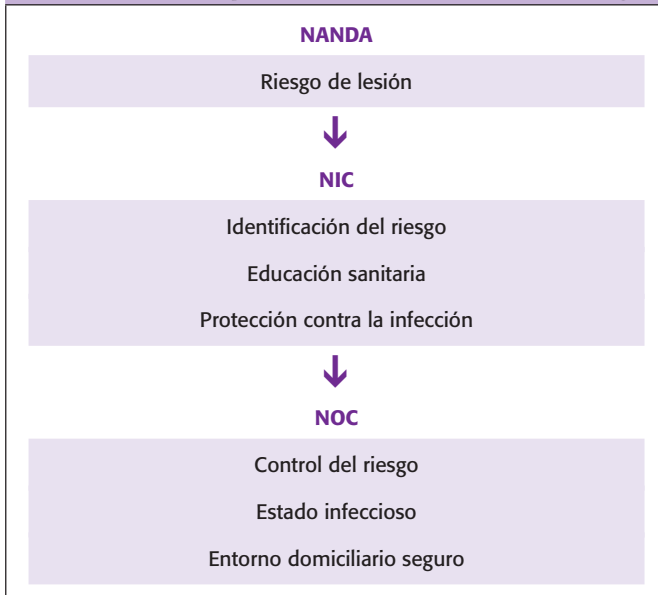 NANDA
Riesgo de lesión
NIC
Identificación del riesgo
Educación sanitaria
Protección contra la infección
NOC
Control del riesgo
Estado infeccioso
Entorno domiciliario seguro